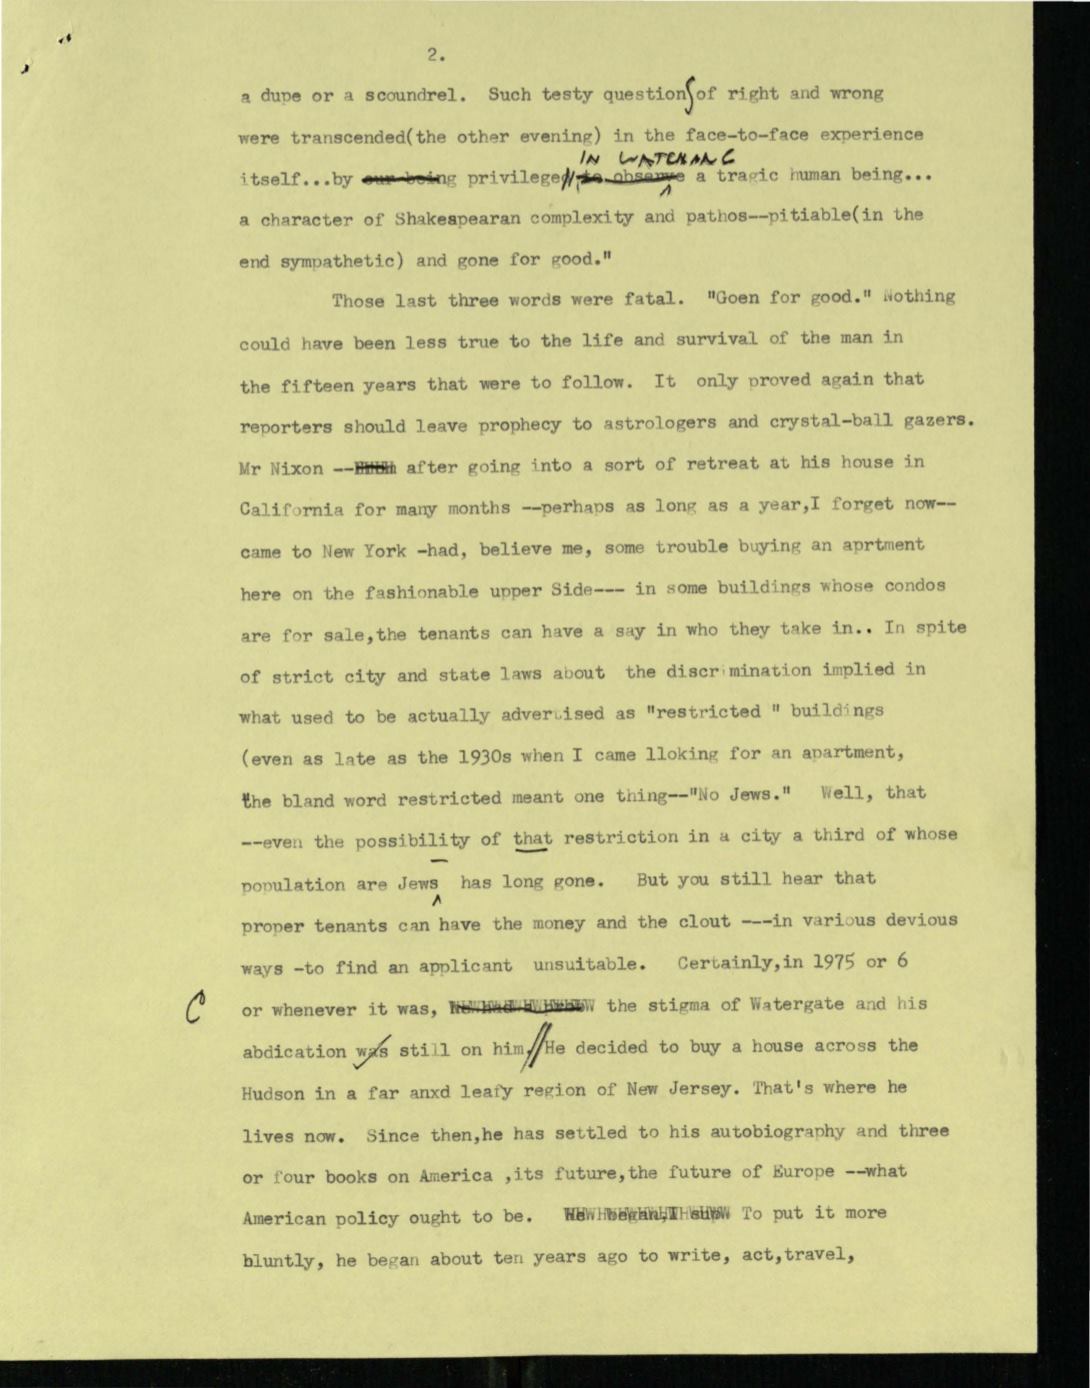 2.
a dupe or a scoundrel. Such testy question of right and wrong
were transcended(the other evening) in the face-to-face experience
IN WATCHING
itself...by our being privileged to observe a tragic human being...
a character of Shakespearan complexity and pathos--pitiable(in the
end sympathetic) and gone for good."
Those last three words were fatal. "Goen for good." Nothing
could have been less true to the life and survival of the man in
the fifteen years that were to follow. It only proved again that
reporters should leave prophecy to astrologers and crystal-ball gazers.
Mr Nixon -- after going into a sort of retreat at his house in
California for many months --perhaps as long as a year,I forget now--
came to New York -had, believe me, some trouble buying an aprtment
here on the fashionable upper Side--- in some buildings whose condos
are for sale,the tenants can have a say in who they take in.. In spite
of strict city and state laws about the discrimination implied in
what used to be actually advertised as "restricted " buildings
(even as late as the 1930s when I came lloking for an apartment,
the bland word restricted meant one thing--"No Jews." Well, that
--even the possibility of that restriction in a city a third of whose
population are Jews has long gone. But you still hear that
proper tenants can have the money and the clout ---in various devious
ways -to find an applicant unsuitable. Certainly,in 1975 or 6
or whenever it was, the stigma of Watergate and his
abdication was still on him. He decided to buy a house across the
Hudson in a far anxd leafy region of New Jersey. That's where he
lives now. Since then,he has settled to his autobiography and three
or four books on America ,its future,the future of Europe --what
American policy ought to be. To put it more
bluntly, he began about ten years ago to write, act,travel,